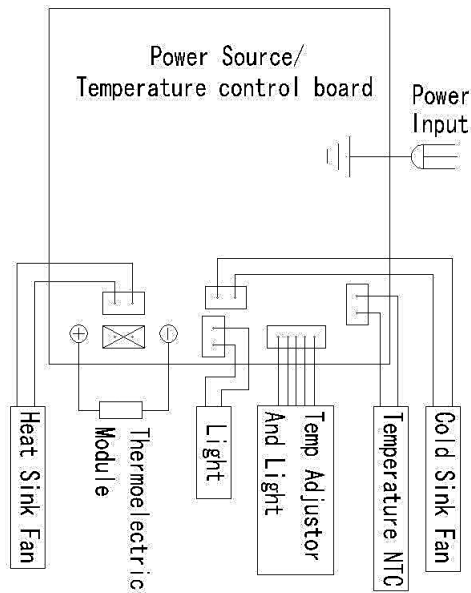 Power Source/
Temperature control board
Power
Input
Heat Sink Fan
Thermoelectric
Module
Light
Temp Adjustor
And Light
Temperature NTC
Cold Sink Fan